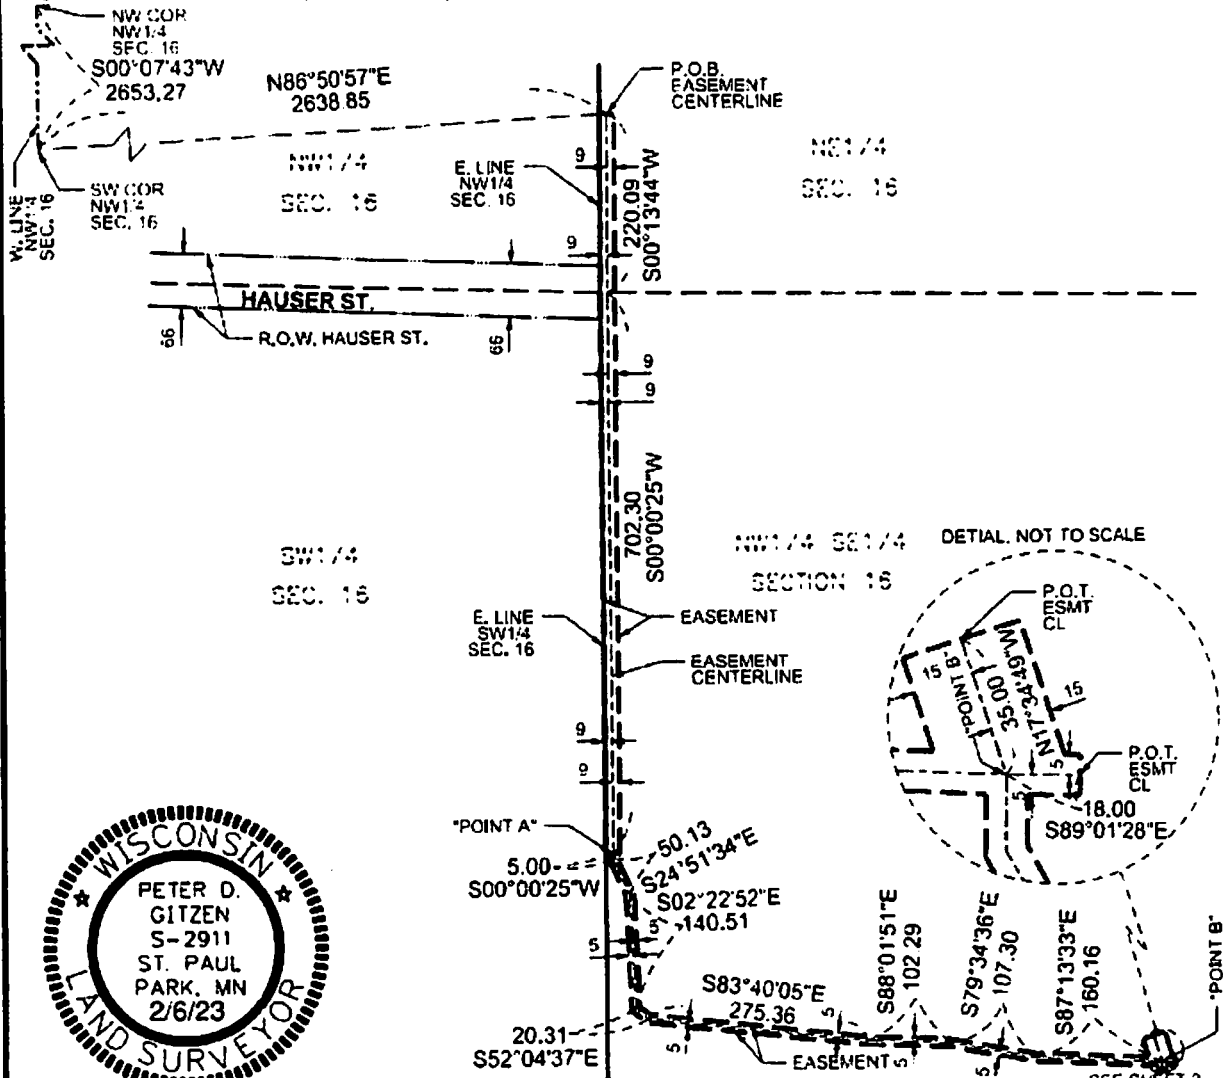 NW COR
NW1/4
SEC. 16
S00°07'43"W
2653.27
N86°50'57"E
2638.85
P.O.B.
EASEMENT
CENTERLINE
W. LINE
NW1/4
SEC. 16
SW COR
NW1/4
SEC. 16
NW1/4
SEC. 16
E. LINE
NW1/4
SEC. 16
9
9
220.09
S00°13'44"W
NE1/4
SEC. 16
HAUSER ST.
R.O.W. HAUSER ST.
66
66
9
9
702.30
S00°00'25"W
SW1/4
SEC. 16
NW1/4 SE1/4
SECTION 16
E. LINE
SW1/4
SEC. 16
EASEMENT
EASEMENT
CENTERLINE
9
9
DETIAL, NOT TO SCALE
P.O.T.
ESMT
CL
15
"POINT B"
35.00
N17°34'49"W
15
5
5
P.O.T.
ESMT
CL
18.00
S89°01'28"E
"POINT A"
5.00
S00°00'25"W
50.13
S24°51'34"E
S02°22'52"E
140.51
5
5
20.31
S52°04'37"E
S83°40'05"E
275.36
5
5
EASEMENT
S88°01'51"E
102.29
5
S79°34'36"E
107.30
5
S87°13'33"E
160.16
"POINT B"
WISCONSIN
PETER D.
GITZEN
S-2911
ST. PAUL
PARK, MN
2/6/23
LAND SURVEYOR